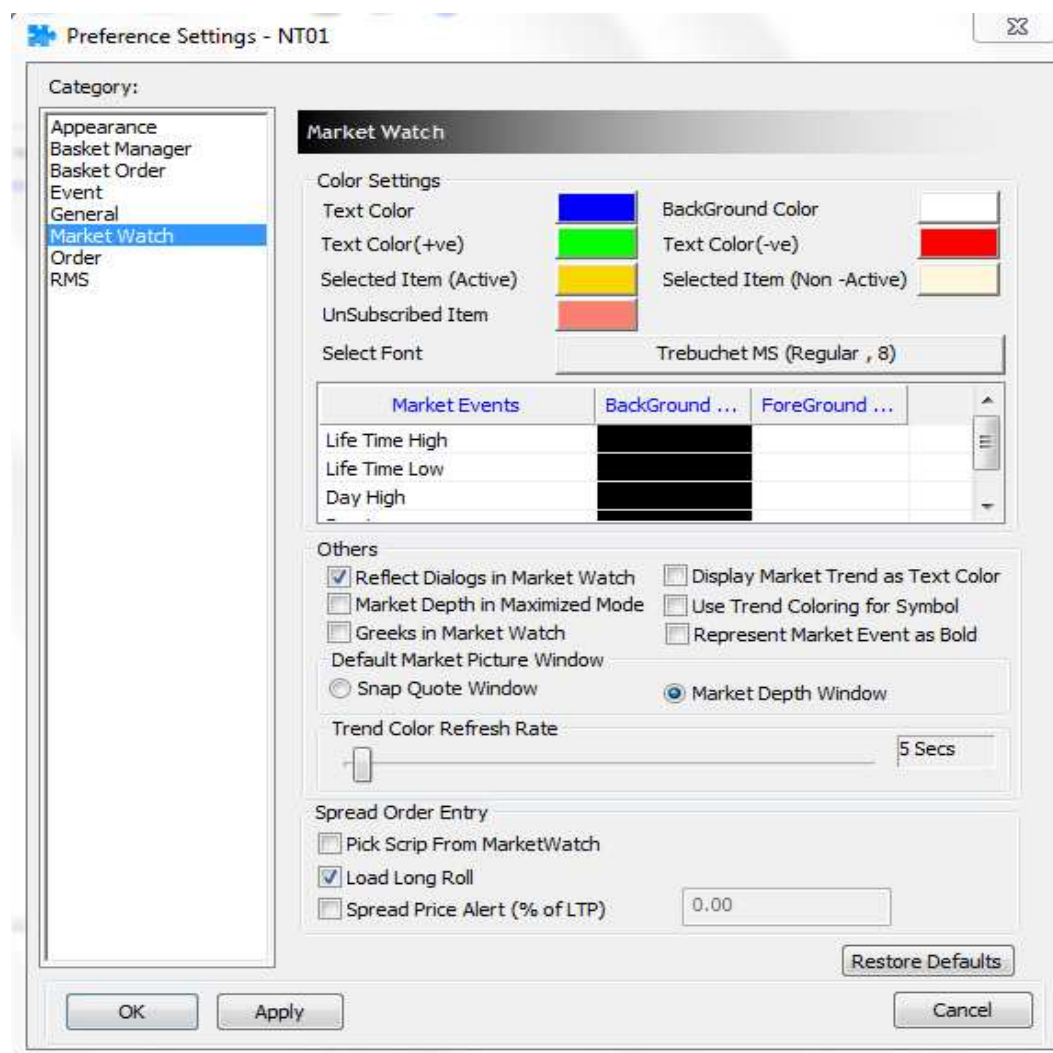 Preference Settings - NT01
Category:
Appearance
Basket Manager
Basket Order
Event
General
Market Watch
Order
RMS
Market Watch
Color Settings
Text Color BackGround Color
Text Color(+ve) Text Color(-ve)
Selected Item (Active) Selected Item (Non -Active)
UnSubscribed Item
Select Font Trebuchet MS (Regular , 8)
Market Events BackGround ... ForeGround ...
Life Time High
Life Time Low
Day High
Others
Reflect Dialogs in Market Watch Display Market Trend as Text Color
Market Depth in Maximized Mode Use Trend Coloring for Symbol
Greeks in Market Watch Represent Market Event as Bold
Default Market Picture Window
Snap Quote Window Market Depth Window
Trend Color Refresh Rate
5 Secs
Spread Order Entry
Pick Scrip From MarketWatch
Load Long Roll
Spread Price Alert (% of LTP) 0.00
Restore Defaults
OK Apply Cancel